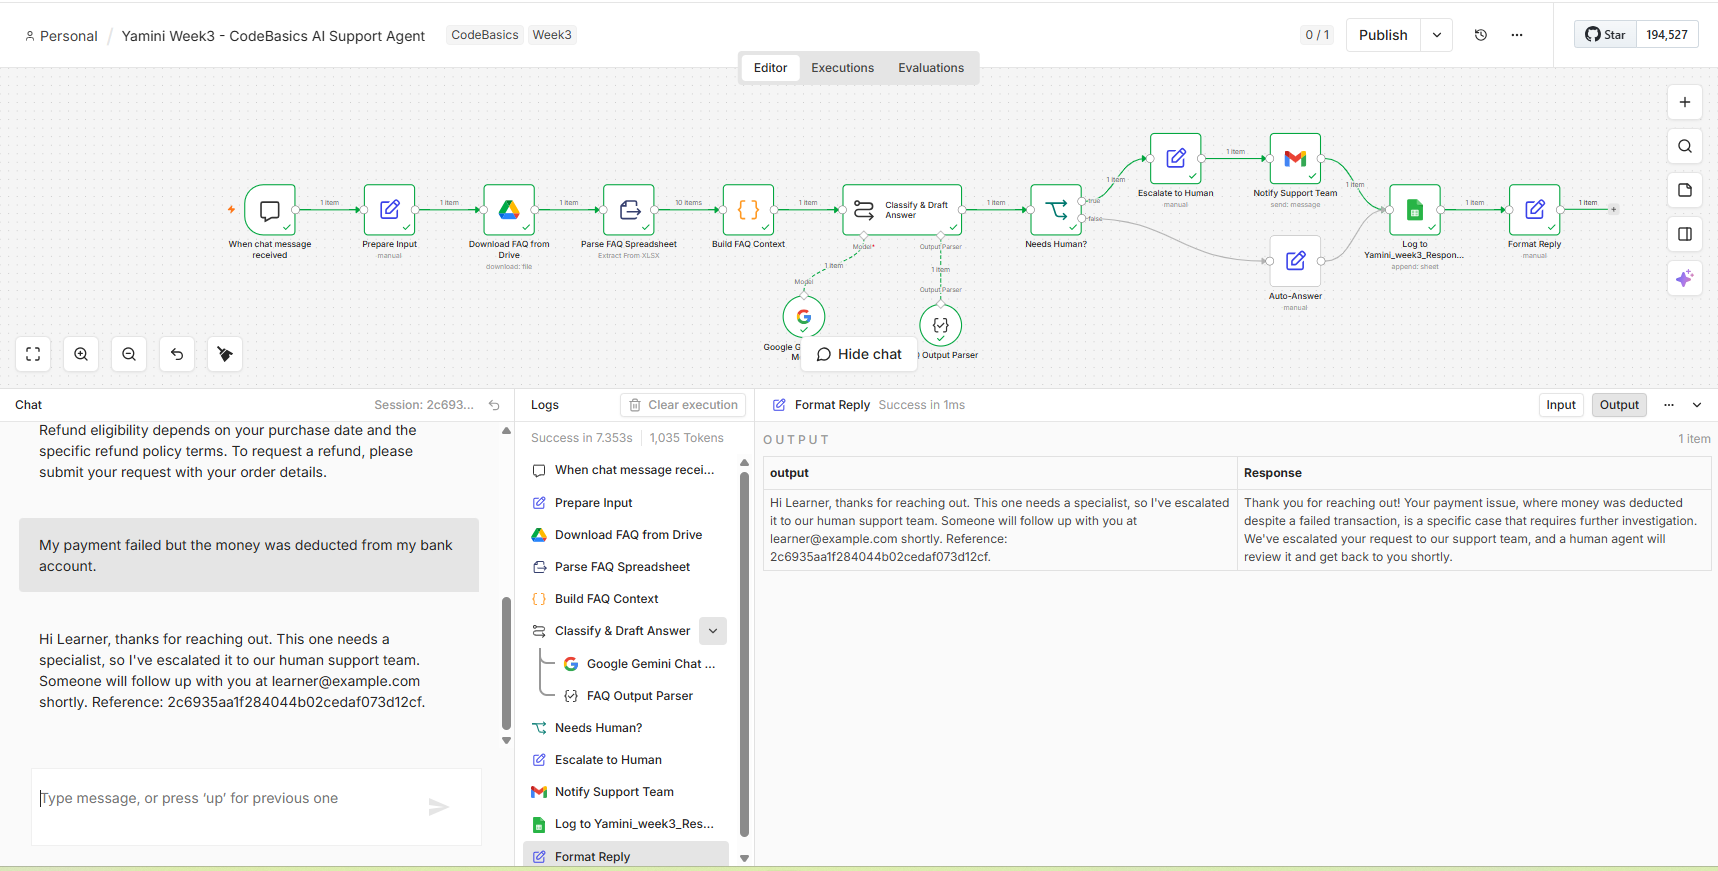 Personal / Yamini Week3 - CodeBasics AI Support Agent CodeBasics Week3
0 / 1 Publish ... Star 194,527
Editor Executions Evaluations
1 item
1 item
1 item
10 items
1 item
1 item
1 item
true
false
1 item
1 item
1 item
1 item
When chat message
received
Prepare Input
manual
Download FAQ from
Drive
download: file
Parse FAQ Spreadsheet
Extract From XLSX
Build FAQ Context
Classify & Draft
Answer
Model*
Output Parser
1 item
1 item
Model
Output Parser
Google G
M
Output Parser
Needs Human?
Escalate to Human
manual
Notify Support Team
send: message
Auto-Answer
manual
Log to
Yamini_week3_Respon...
append: sheet
Format Reply
manual
Hide chat
Chat
Session: 2c693...
Refund eligibility depends on your purchase date and the
specific refund policy terms. To request a refund, please
submit your request with your order details.
My payment failed but the money was deducted from my bank
account.
Hi Learner, thanks for reaching out. This one needs a
specialist, so I've escalated it to our human support team.
Someone will follow up with you at learner@example.com
shortly. Reference: 2c6935aa1f284044b02cedaf073d12cf.
Type message, or press 'up' for previous one
Logs
Clear execution
Success in 7.353s 1,035 Tokens
When chat message recei...
Prepare Input
Download FAQ from Drive
Parse FAQ Spreadsheet
Build FAQ Context
Classify & Draft Answer
Google Gemini Chat ...
FAQ Output Parser
Needs Human?
Escalate to Human
Notify Support Team
Log to Yamini_week3_Res...
Format Reply
Format Reply Success in 1ms
Input Output ...
OUTPUT
1 item
output
Hi Learner, thanks for reaching out. This one needs a specialist, so I've escalated
it to our human support team. Someone will follow up with you at
learner@example.com shortly. Reference:
2c6935aa1f284044b02cedaf073d12cf.
Response
Thank you for reaching out! Your payment issue, where money was deducted
despite a failed transaction, is a specific case that requires further investigation.
We've escalated your request to our support team, and a human agent will
review it and get back to you shortly.